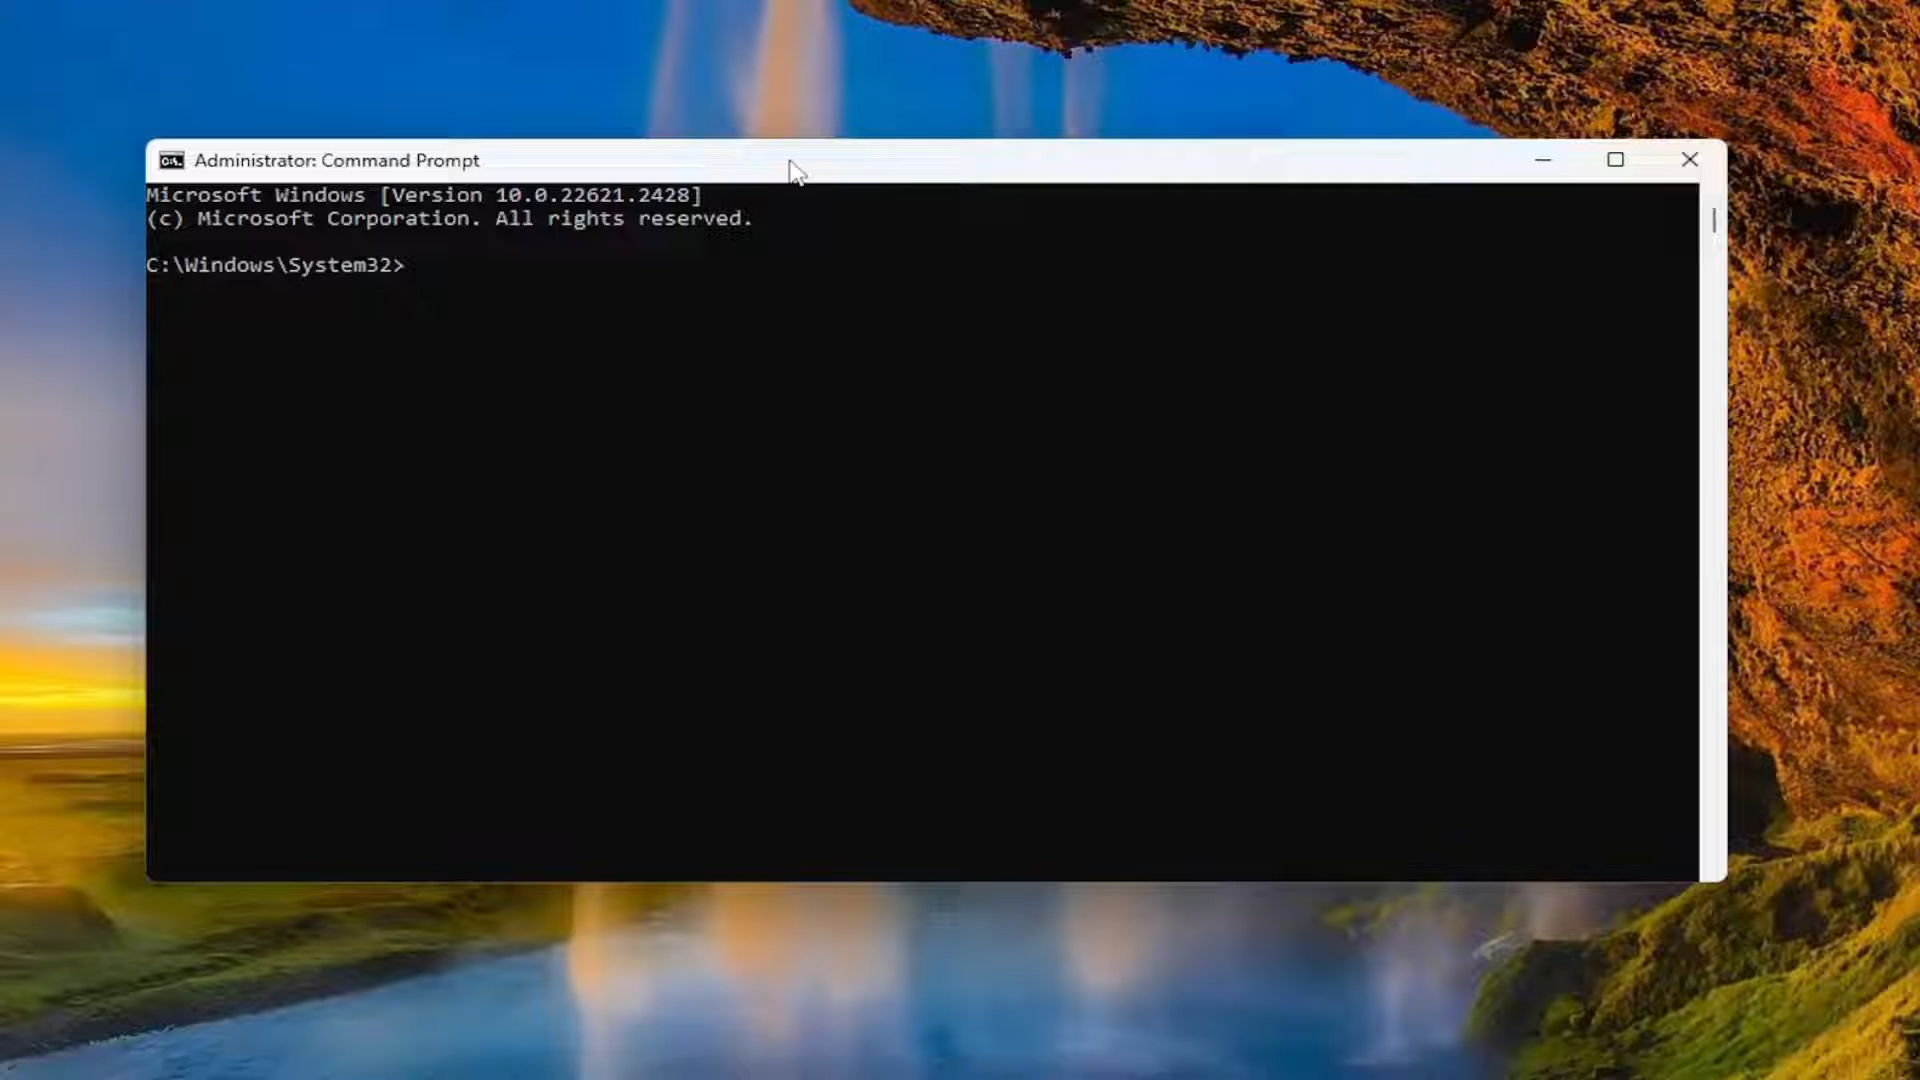 Administrator: Command Prompt
Microsoft Windows [Version 10.0.22621.2428]
(c) Microsoft Corporation. All rights reserved.
C:\Windows\System32>